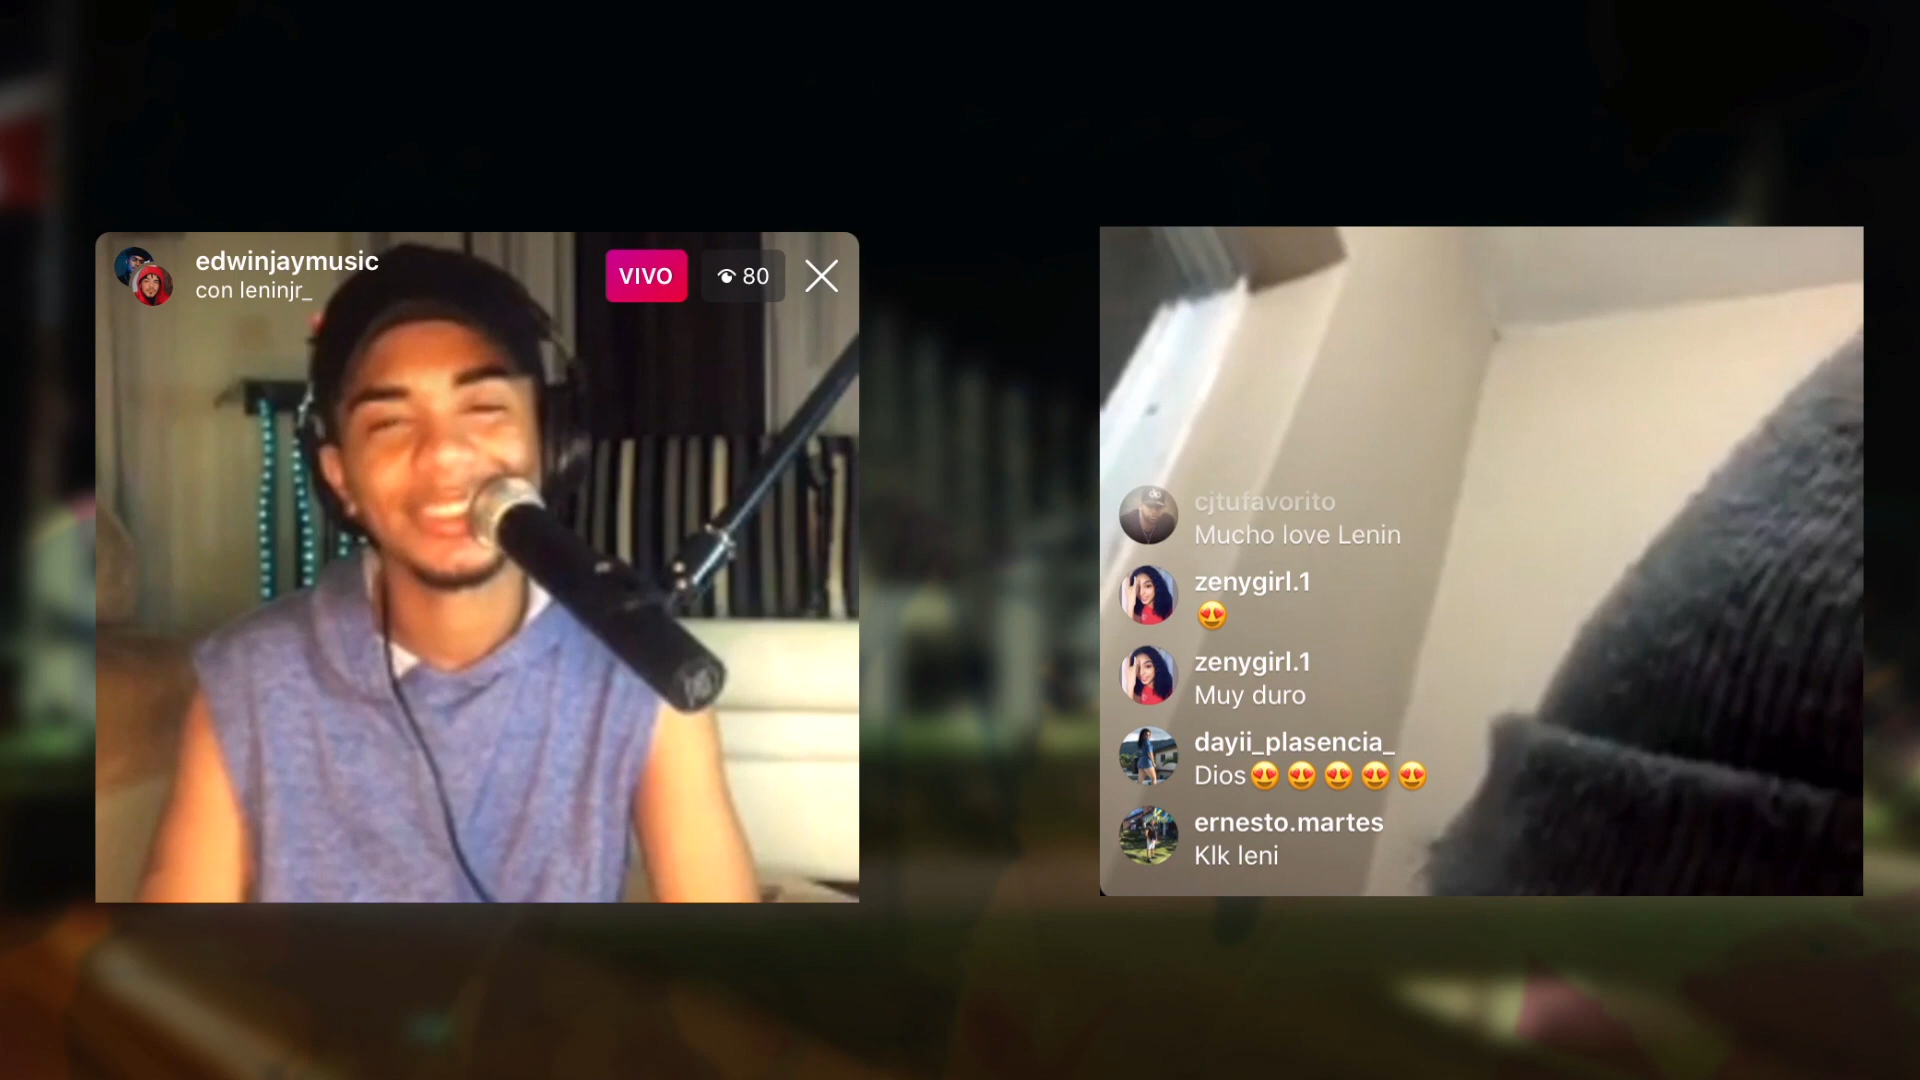 edwinjaymusic
con leninjr_
VIVO
80
cjtufavorito
Mucho love Lenin
zenygirl.1
😍
zenygirl.1
Muy duro
dayii_plasencia_
Dios😍😍😍😍😍
ernesto.martes
Klk leni